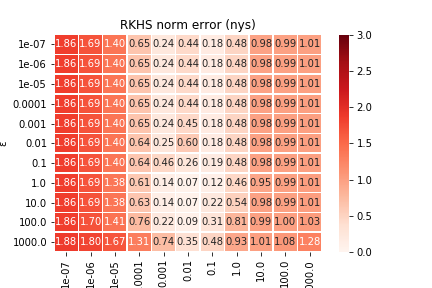 RKHS norm error (nys)
1e-07 1.86 1.69 1.40 0.65 0.24 0.44 0.18 0.48 0.98 0.99 1.01
1e-06 1.86 1.69 1.40 0.65 0.24 0.44 0.18 0.48 0.98 0.99 1.01
1e-05 1.86 1.69 1.40 0.65 0.24 0.44 0.18 0.48 0.98 0.99 1.01
0.0001 1.86 1.69 1.40 0.65 0.24 0.44 0.18 0.48 0.98 0.99 1.01
0.001 1.86 1.69 1.40 0.65 0.24 0.45 0.18 0.48 0.98 0.99 1.01
0.01 1.86 1.69 1.40 0.64 0.25 0.60 0.18 0.48 0.98 0.99 1.01
0.1 1.86 1.69 1.40 0.64 0.46 0.26 0.19 0.48 0.98 0.99 1.01
1.0 1.86 1.69 1.38 0.61 0.14 0.07 0.12 0.46 0.95 0.99 1.01
10.0 1.86 1.69 1.38 0.63 0.14 0.07 0.22 0.54 0.98 0.99 1.01
100.0 1.86 1.70 1.41 0.76 0.22 0.09 0.31 0.81 0.99 1.00 1.03
1000.0 1.88 1.80 1.67 1.31 0.74 0.35 0.48 0.93 1.01 1.08 1.28
1e-07 1e-06 1e-05 0001 0.001 0.01 0.1 1.0 10.0 100.0 000.0
ε
3.0
2.5
2.0
1.5
1.0
0.5
0.0